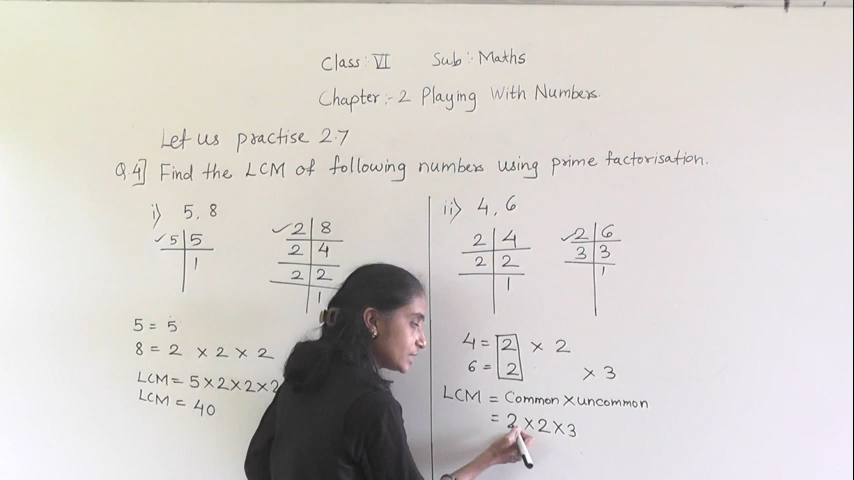 Class : VI Sub : Maths
Chapter :- 2 Playing With Numbers.
Let us practise 2.7
Q.4] Find the LCM of following numbers using prime factorisation.
i) 5, 8
✓ 5 | 5
1
✓ 2 | 8
2 | 4
2 | 2
1
5 = 5
8 = 2 × 2 × 2
LCM = 5 × 2 × 2 × 2
LCM = 40
ii) 4, 6
2 | 4
2 | 2
1
✓ 2 | 6
3 | 3
1
4 = 2 × 2
6 = 2 × 3
LCM = Common × uncommon
= 2 × 2 × 3